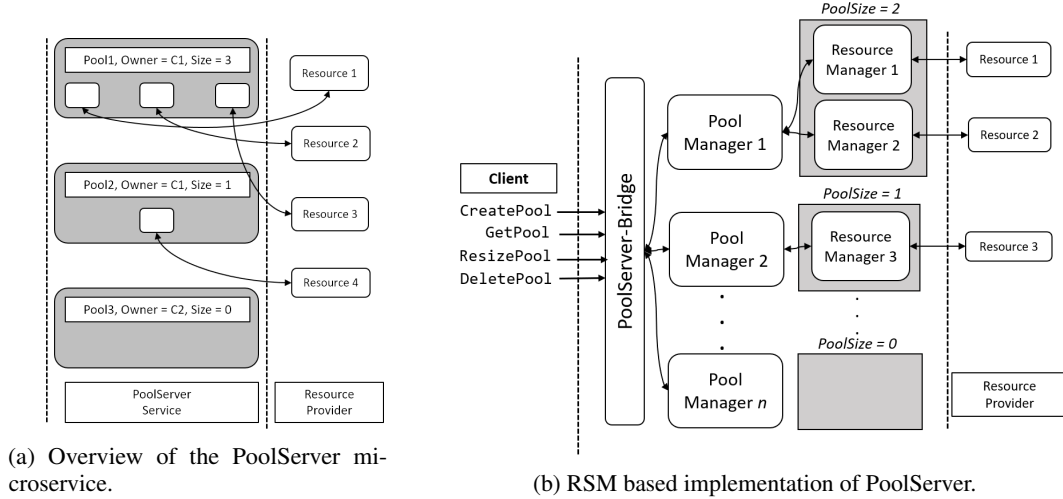 Pool1, Owner = C1, Size = 3
Resource 1
Resource 2
Pool2, Owner = C1, Size = 1
Resource 3
Resource 4
Pool3, Owner = C2, Size = 0
PoolServer
Service
Resource
Provider
(a) Overview of the PoolServer mi-
croservice.
PoolSize = 2
Resource
Manager 1
Resource 1
Pool
Manager 1
Resource
Manager 2
Resource 2
Client
CreatePool
GetPool
ResizePool
DeletePool
PoolServer-Bridge
PoolSize = 1
Pool
Manager 2
Resource
Manager 3
Resource 3
PoolSize = 0
Pool
Manager n
Resource
Provider
(b) RSM based implementation of PoolServer.